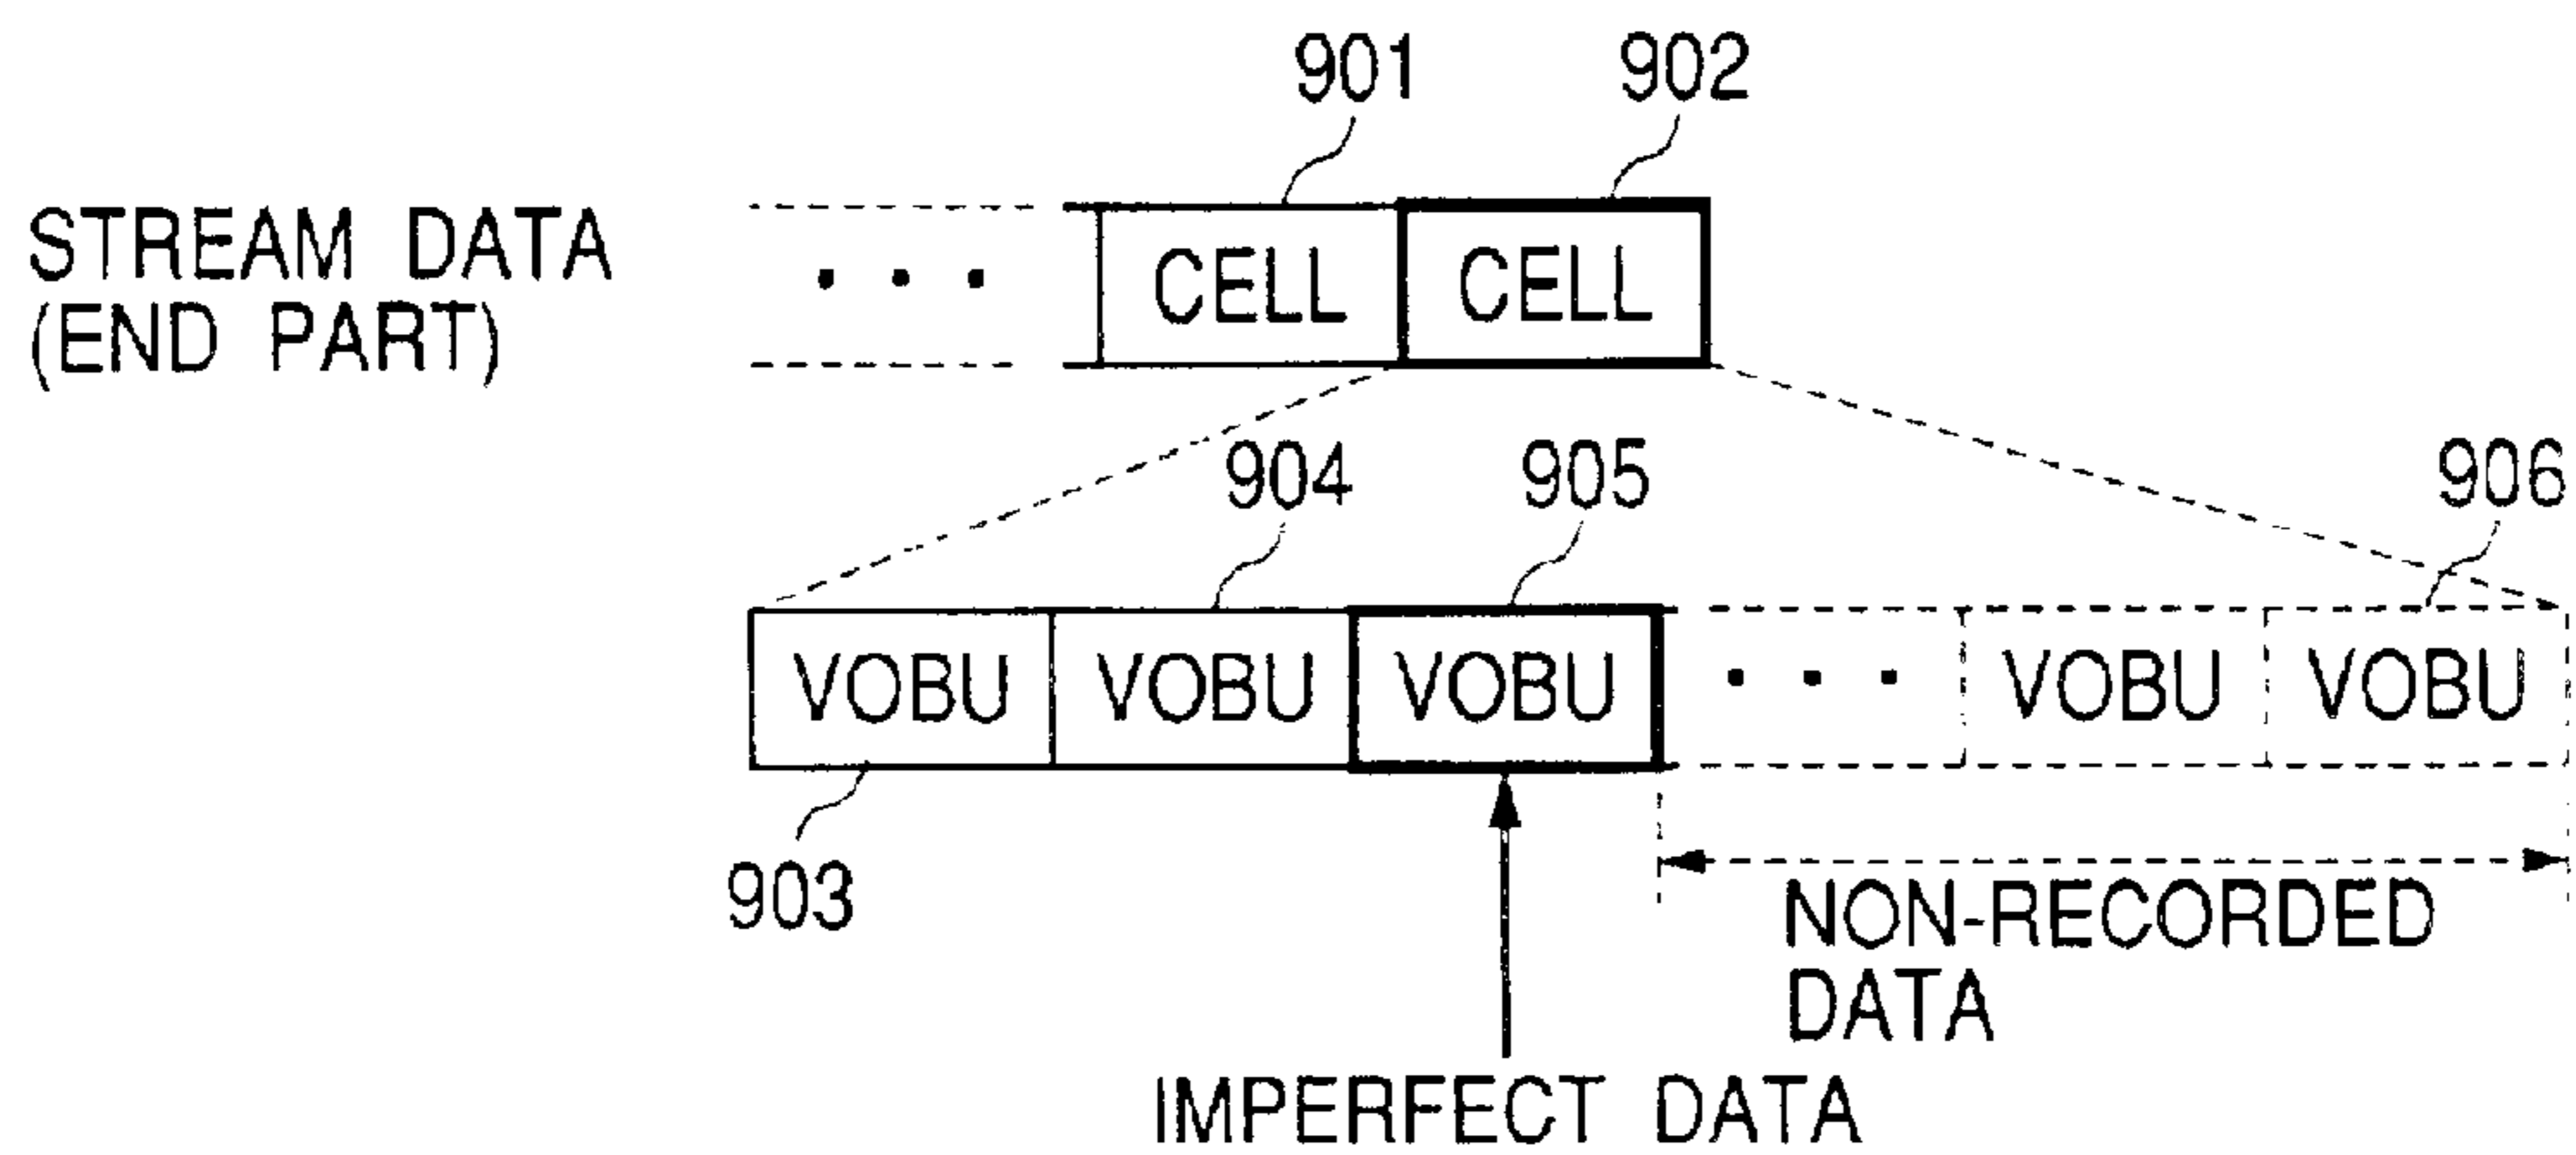 901 902
STREAM DATA
(END PART)
. . . CELL CELL
904 905 906
VOBU VOBU VOBU . . . VOBU VOBU
903
NON-RECORDED
DATA
IMPERFECT DATA